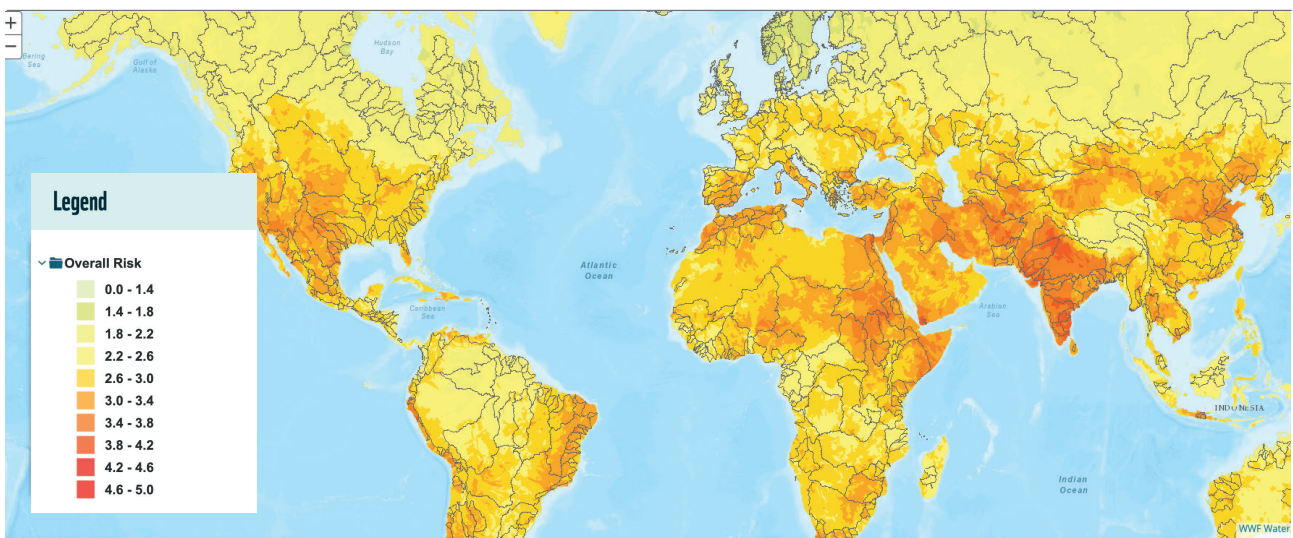 +
−
Bering
Sea
Gulf of
Alaska
Hudson
Bay
Legend
Overall Risk
0.0 - 1.4
1.4 - 1.8
1.8 - 2.2
2.2 - 2.6
2.6 - 3.0
3.0 - 3.4
3.4 - 3.8
3.8 - 4.2
4.2 - 4.6
4.6 - 5.0
Atlantic
Ocean
Caribbean
Sea
Arabian
Sea
INDONESIA
Indian
Ocean
WWF Water